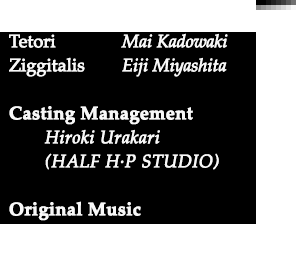 Tetori Mai Kadowaki
Ziggitalis Eiji Miyashita
Casting Management
Hiroki Urakari
(HALF H·P STUDIO)
Original Music